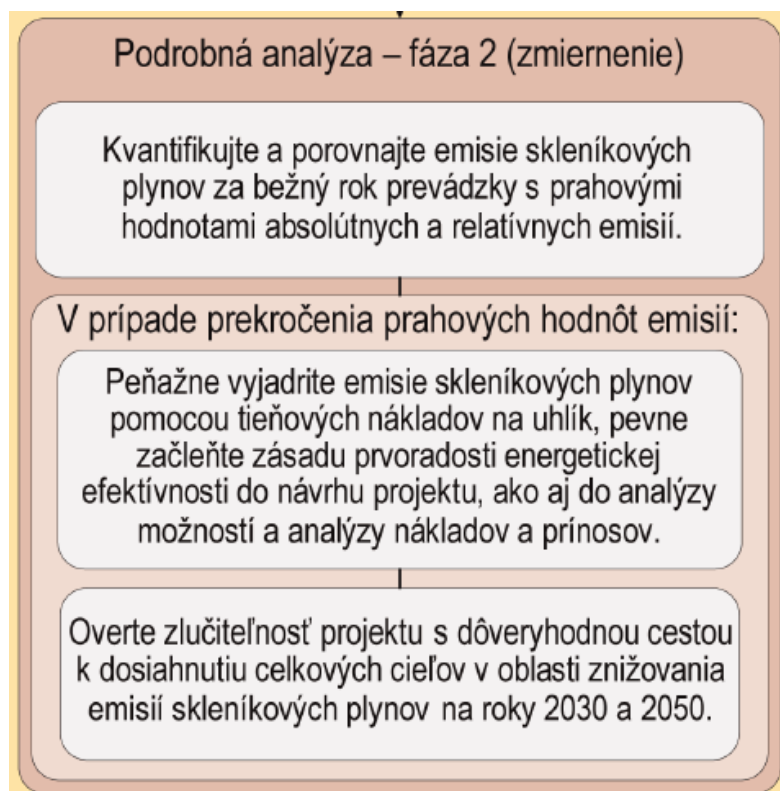 Podrobná analýza – fáza 2 (zmiernenie)
Kvantifikujte a porovnajte emisie skleníkových
plynov za bežný rok prevádzky s prahovými
hodnotami absolútnych a relatívnych emisií.
V prípade prekročenia prahových hodnôt emisií:
Peňažne vyjadrite emisie skleníkových plynov
pomocou tieňových nákladov na uhlík, pevne
začleňte zásadu prvoradosti energetickej
efektívnosti do návrhu projektu, ako aj do analýzy
možností a analýzy nákladov a prínosov.
Overte zlučiteľnosť projektu s dôveryhodnou cestou
k dosiahnutiu celkových cieľov v oblasti znižovania
emisií skleníkových plynov na roky 2030 a 2050.